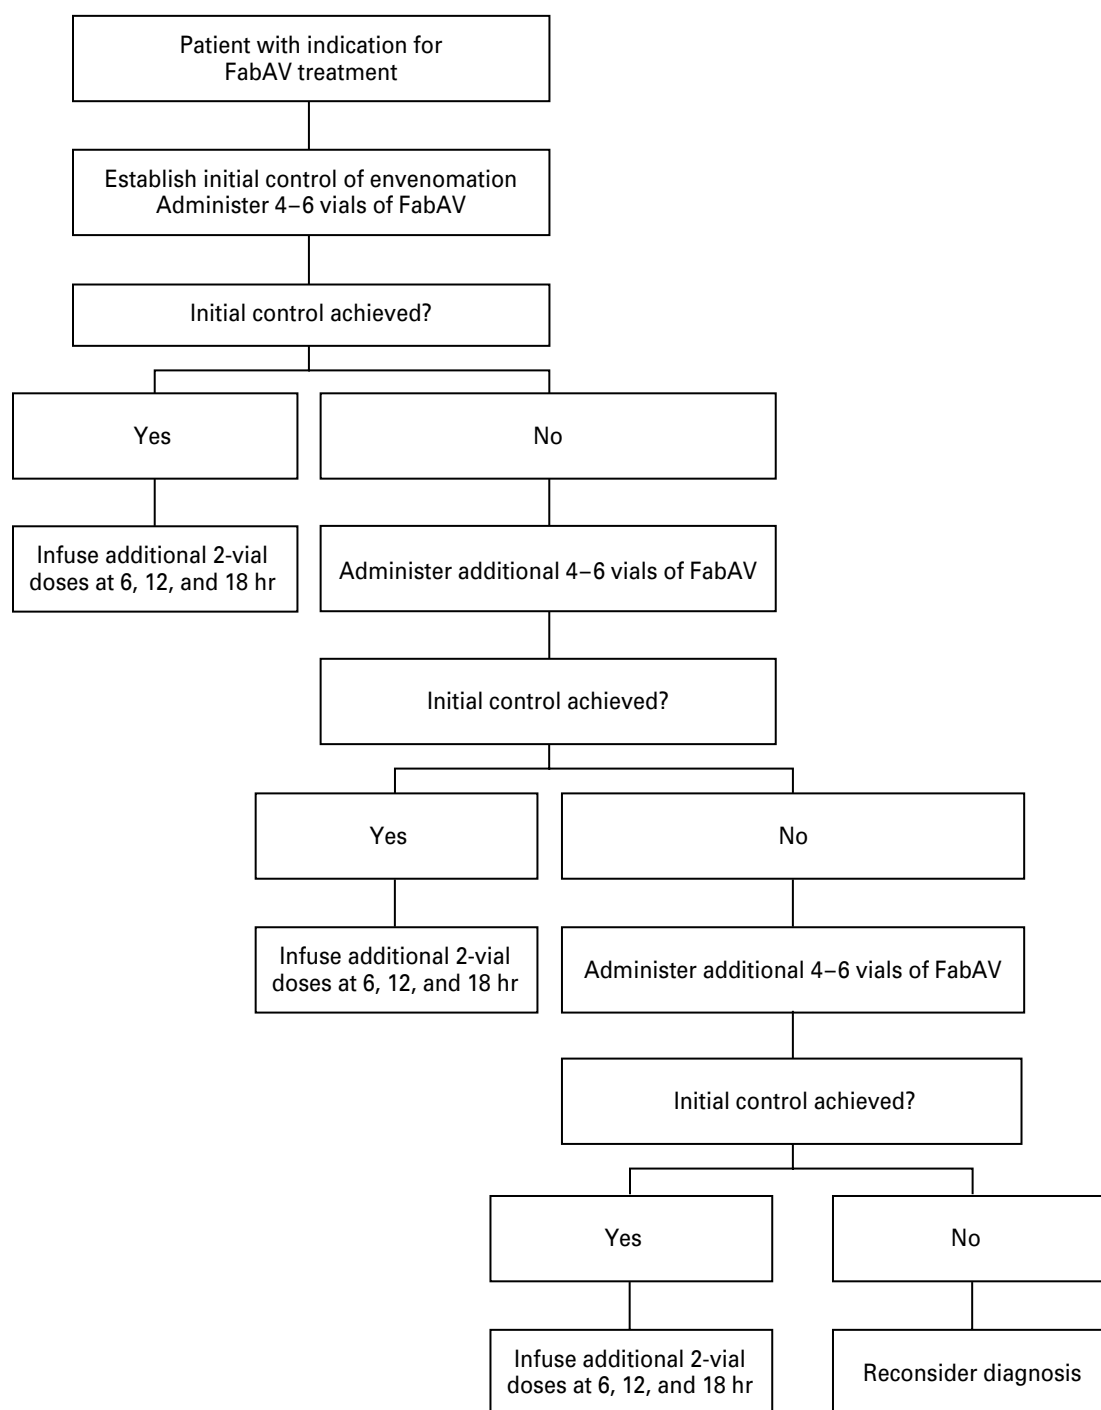 Patient with indication for
FabAV treatment
Establish initial control of envenomation
Administer 4–6 vials of FabAV
Initial control achieved?
Yes
No
Infuse additional 2-vial
doses at 6, 12, and 18 hr
Administer additional 4–6 vials of FabAV
Initial control achieved?
Yes
No
Infuse additional 2-vial
doses at 6, 12, and 18 hr
Administer additional 4–6 vials of FabAV
Initial control achieved?
Yes
No
Infuse additional 2-vial
doses at 6, 12, and 18 hr
Reconsider diagnosis